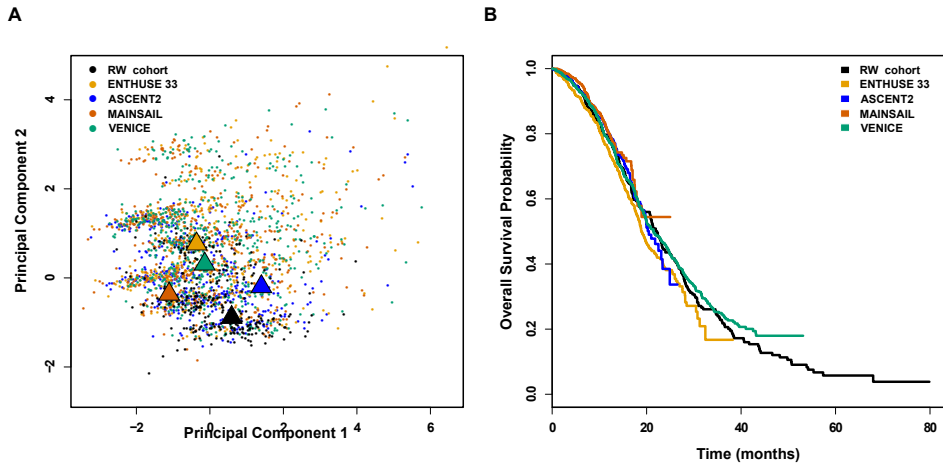 A
RW cohort
ENTHUSE 33
ASCENT2
MAINSAIL
VENICE
Principal Component 2
4
2
0
−2
−2
0
2
4
6
Principal Component 1
B
RW cohort
ENTHUSE 33
ASCENT2
MAINSAIL
VENICE
Overall Survival Probability
1.0
0.8
0.6
0.4
0.2
0.0
0
20
40
60
80
Time (months)